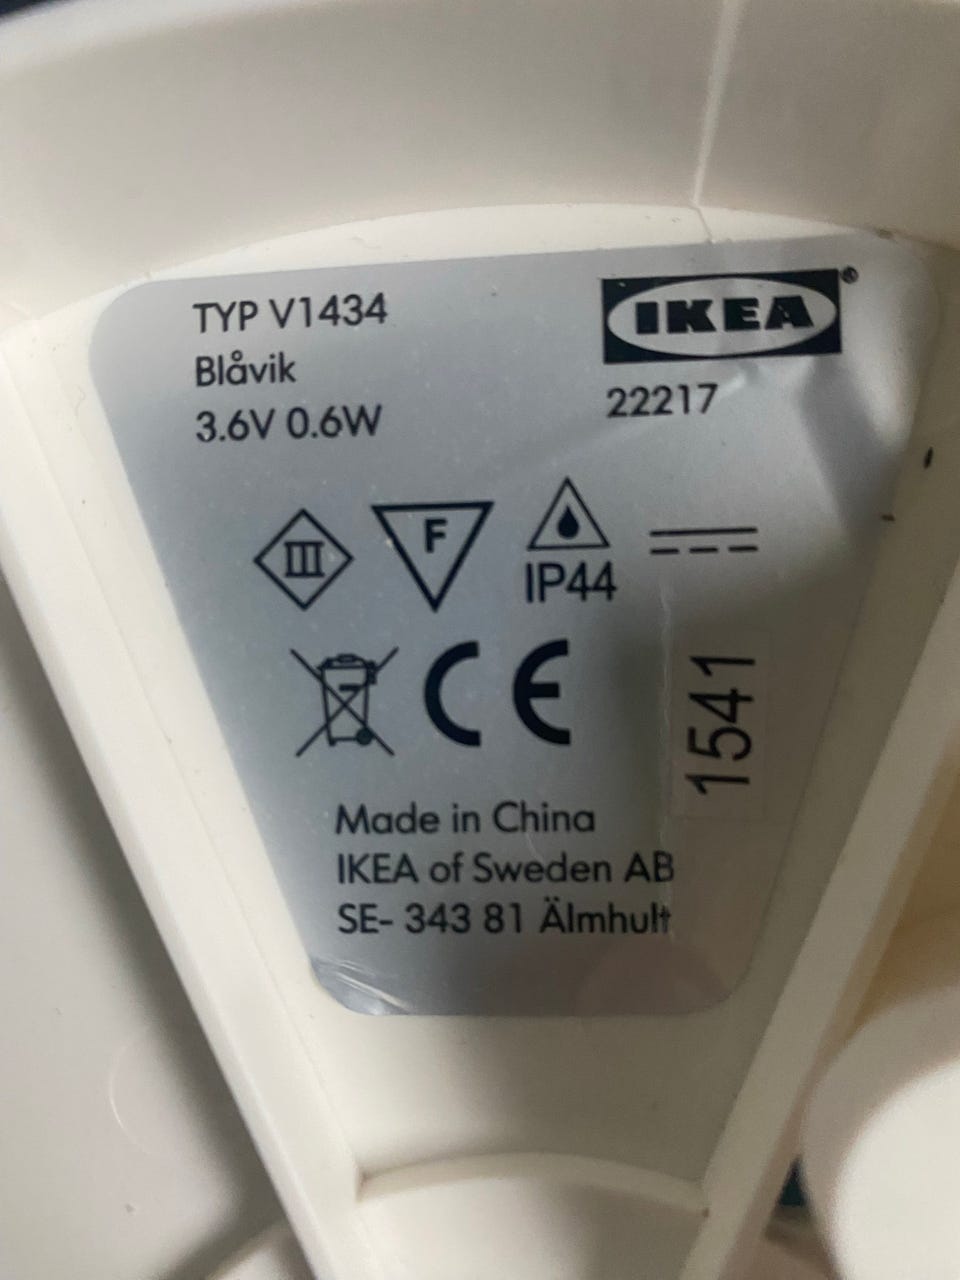 TYP V1434
Blåvik
3.6V 0.6W
IKEA®
22217
III
F
IP44
CE
1541
Made in China
IKEA of Sweden AB
SE- 343 81 Älmhult